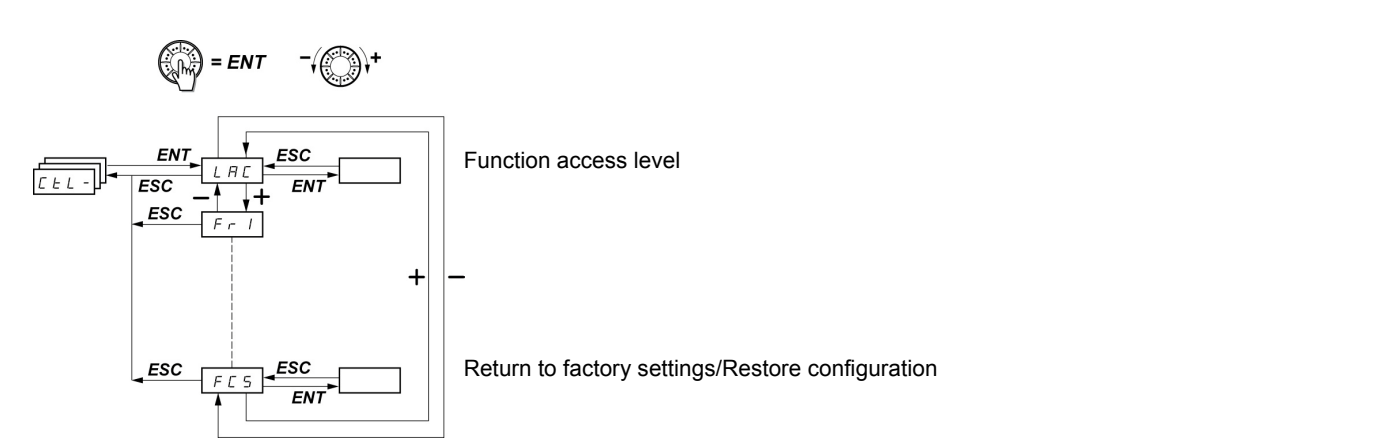 = ENT - +
ENT ESC Function access level
LAC
CtL - ESC ENT
- +
ESC
Fr1
+ -
ESC ESC Return to factory settings/Restore configuration
FCS
ENT